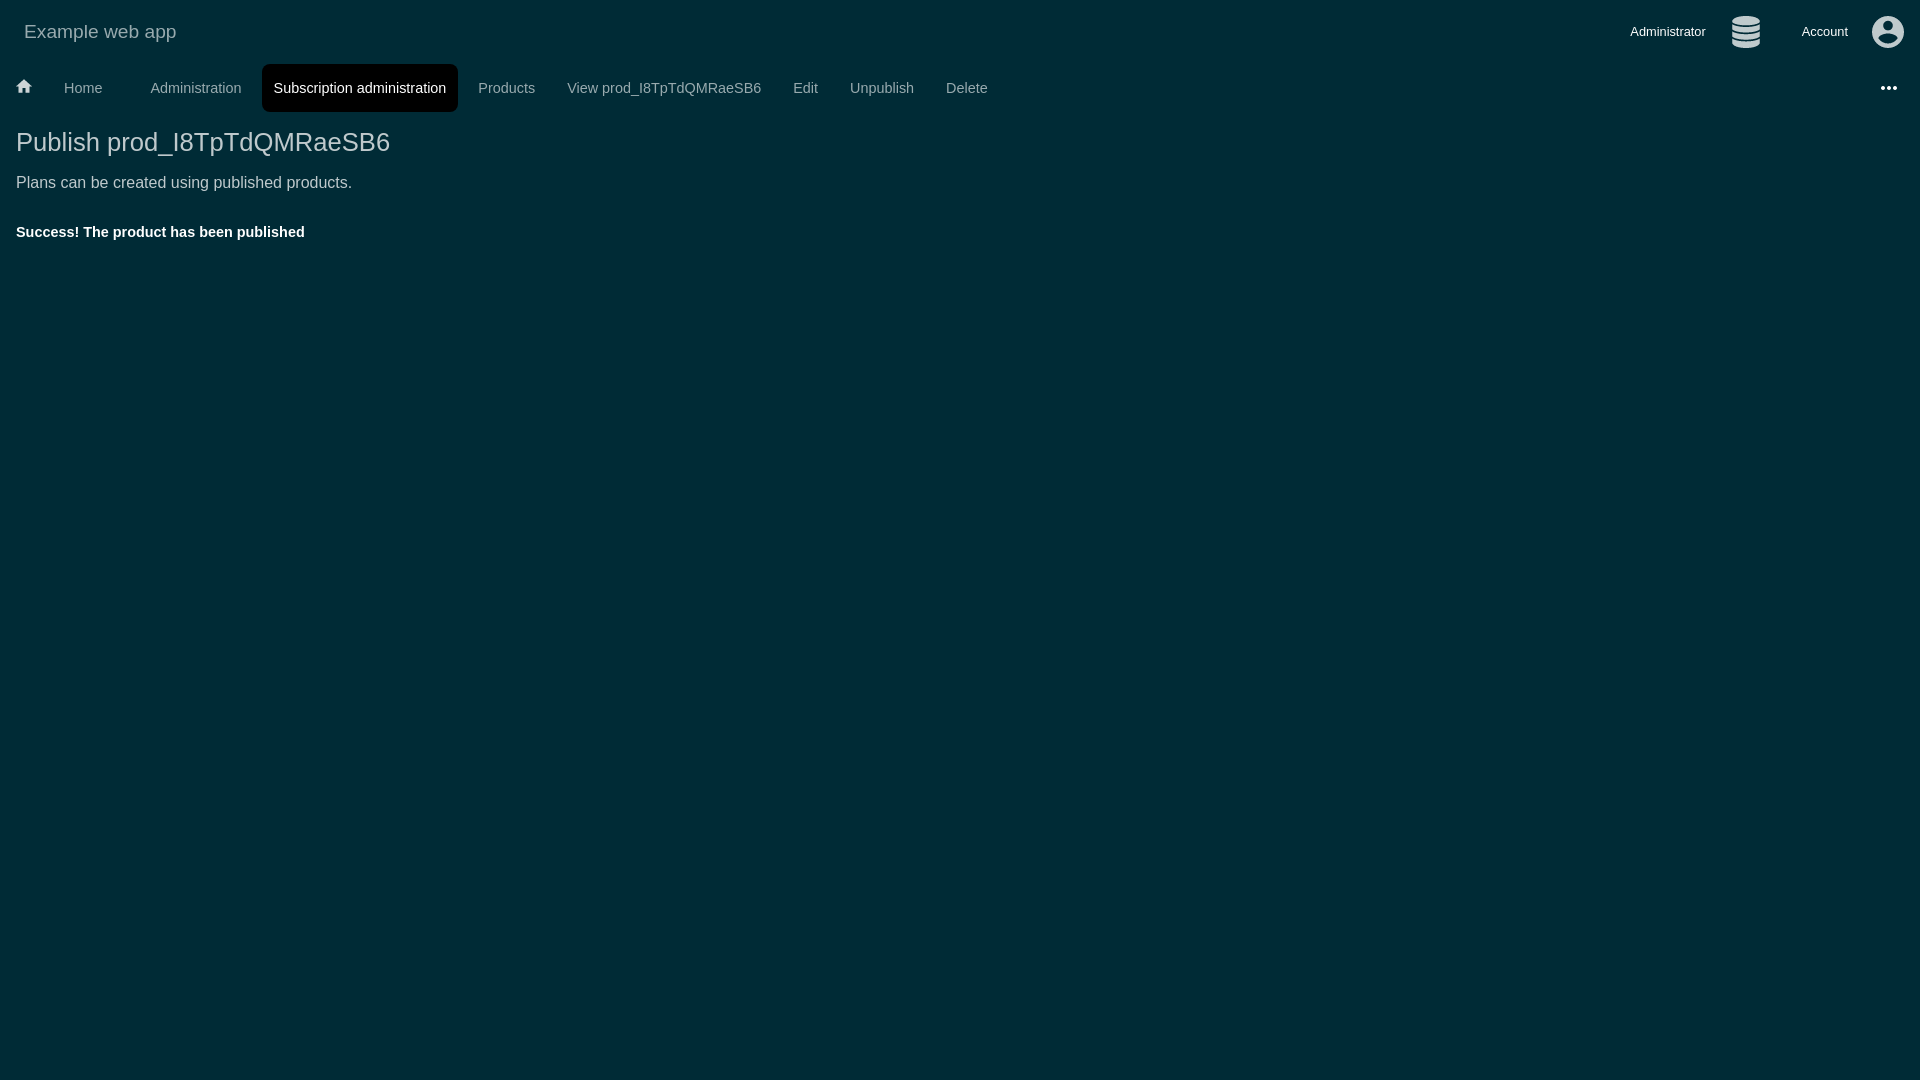 Example web app
Administrator
Account
Home
Administration
Subscription administration
Products
View prod_I8TpTdQMRaeSB6
Edit
Unpublish
Delete
Publish prod_I8TpTdQMRaeSB6
Plans can be created using published products.
Success! The product has been published